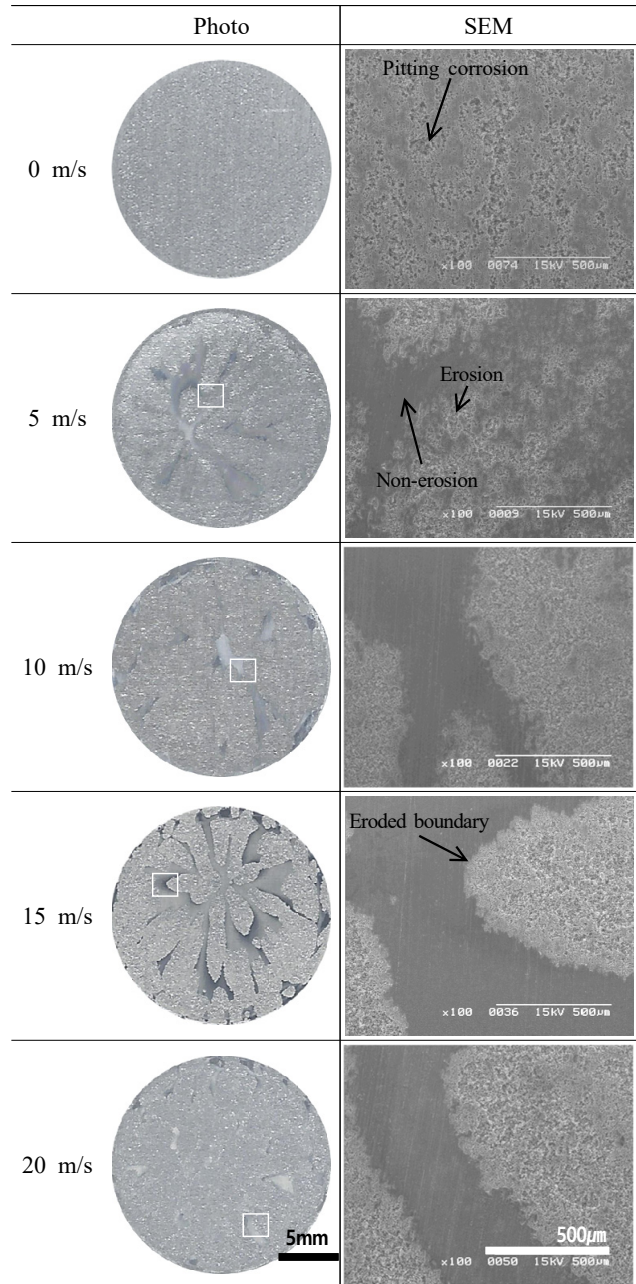 Photo SEM
0 m/s
Pitting corrosion
×100 0074 15kV 500µm
5 m/s
Erosion
Non-erosion
×100 0009 15kV 500µm
10 m/s
×100 0022 15kV 500µm
15 m/s
Eroded boundary
×100 0036 15kV 500µm
20 m/s
5mm
500µm
×100 0050 15kV 500µm